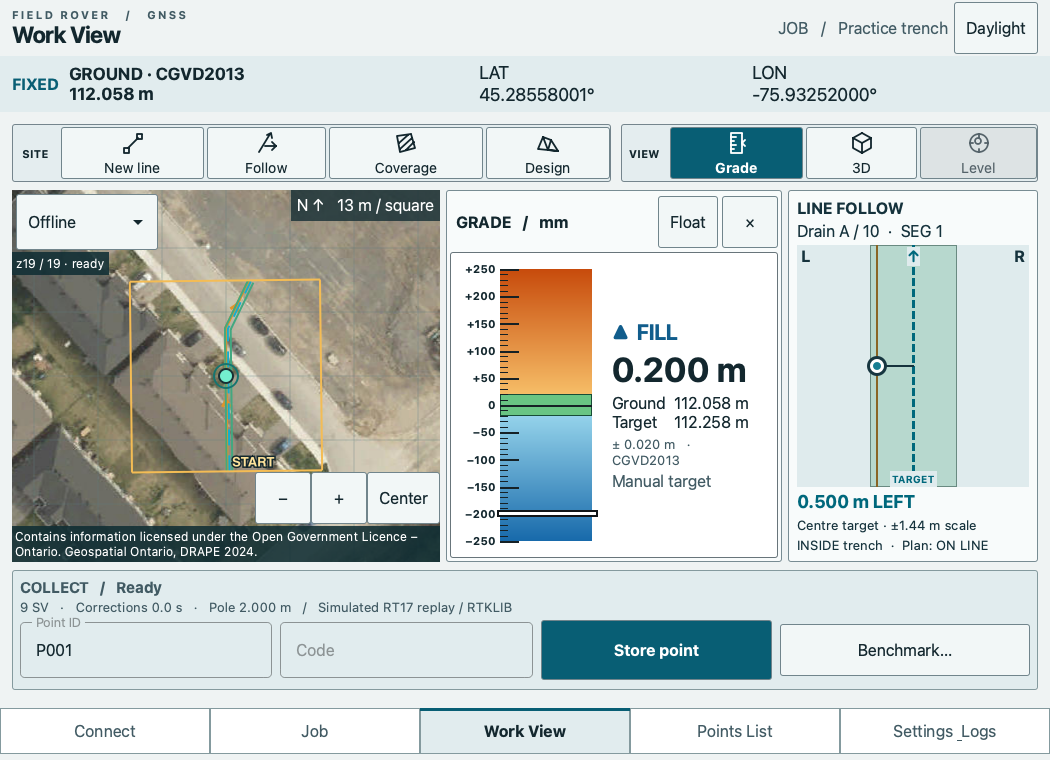 FIELD ROVER / GNSS
Work View
JOB / Practice trench
Daylight
FIXED
GROUND · CGVD2013
112.058 m
LAT
45.28558001°
LON
-75.93252000°
SITE
New line
Follow
Coverage
Design
VIEW
Grade
3D
Level
Offline
N ↑ 13 m / square
z19 / 19 · ready
START
−
+
Center
Contains information licensed under the Open Government Licence –
Ontario. Geospatial Ontario, DRAPE 2024.
GRADE / mm
Float
×
+250
+200
+150
+100
+50
0
−50
−100
−150
−200
−250
▲ FILL
0.200 m
Ground 112.058 m
Target 112.258 m
± 0.020 m ·
CGVD2013
Manual target
LINE FOLLOW
Drain A / 10 · SEG 1
L
↑
R
TARGET
0.500 m LEFT
Centre target · ±1.44 m scale
INSIDE trench · Plan: ON LINE
COLLECT / Ready
9 SV · Corrections 0.0 s · Pole 2.000 m / Simulated RT17 replay / RTKLIB
Point ID
P001
Code
Store point
Benchmark...
Connect
Job
Work View
Points List
Settings_Logs